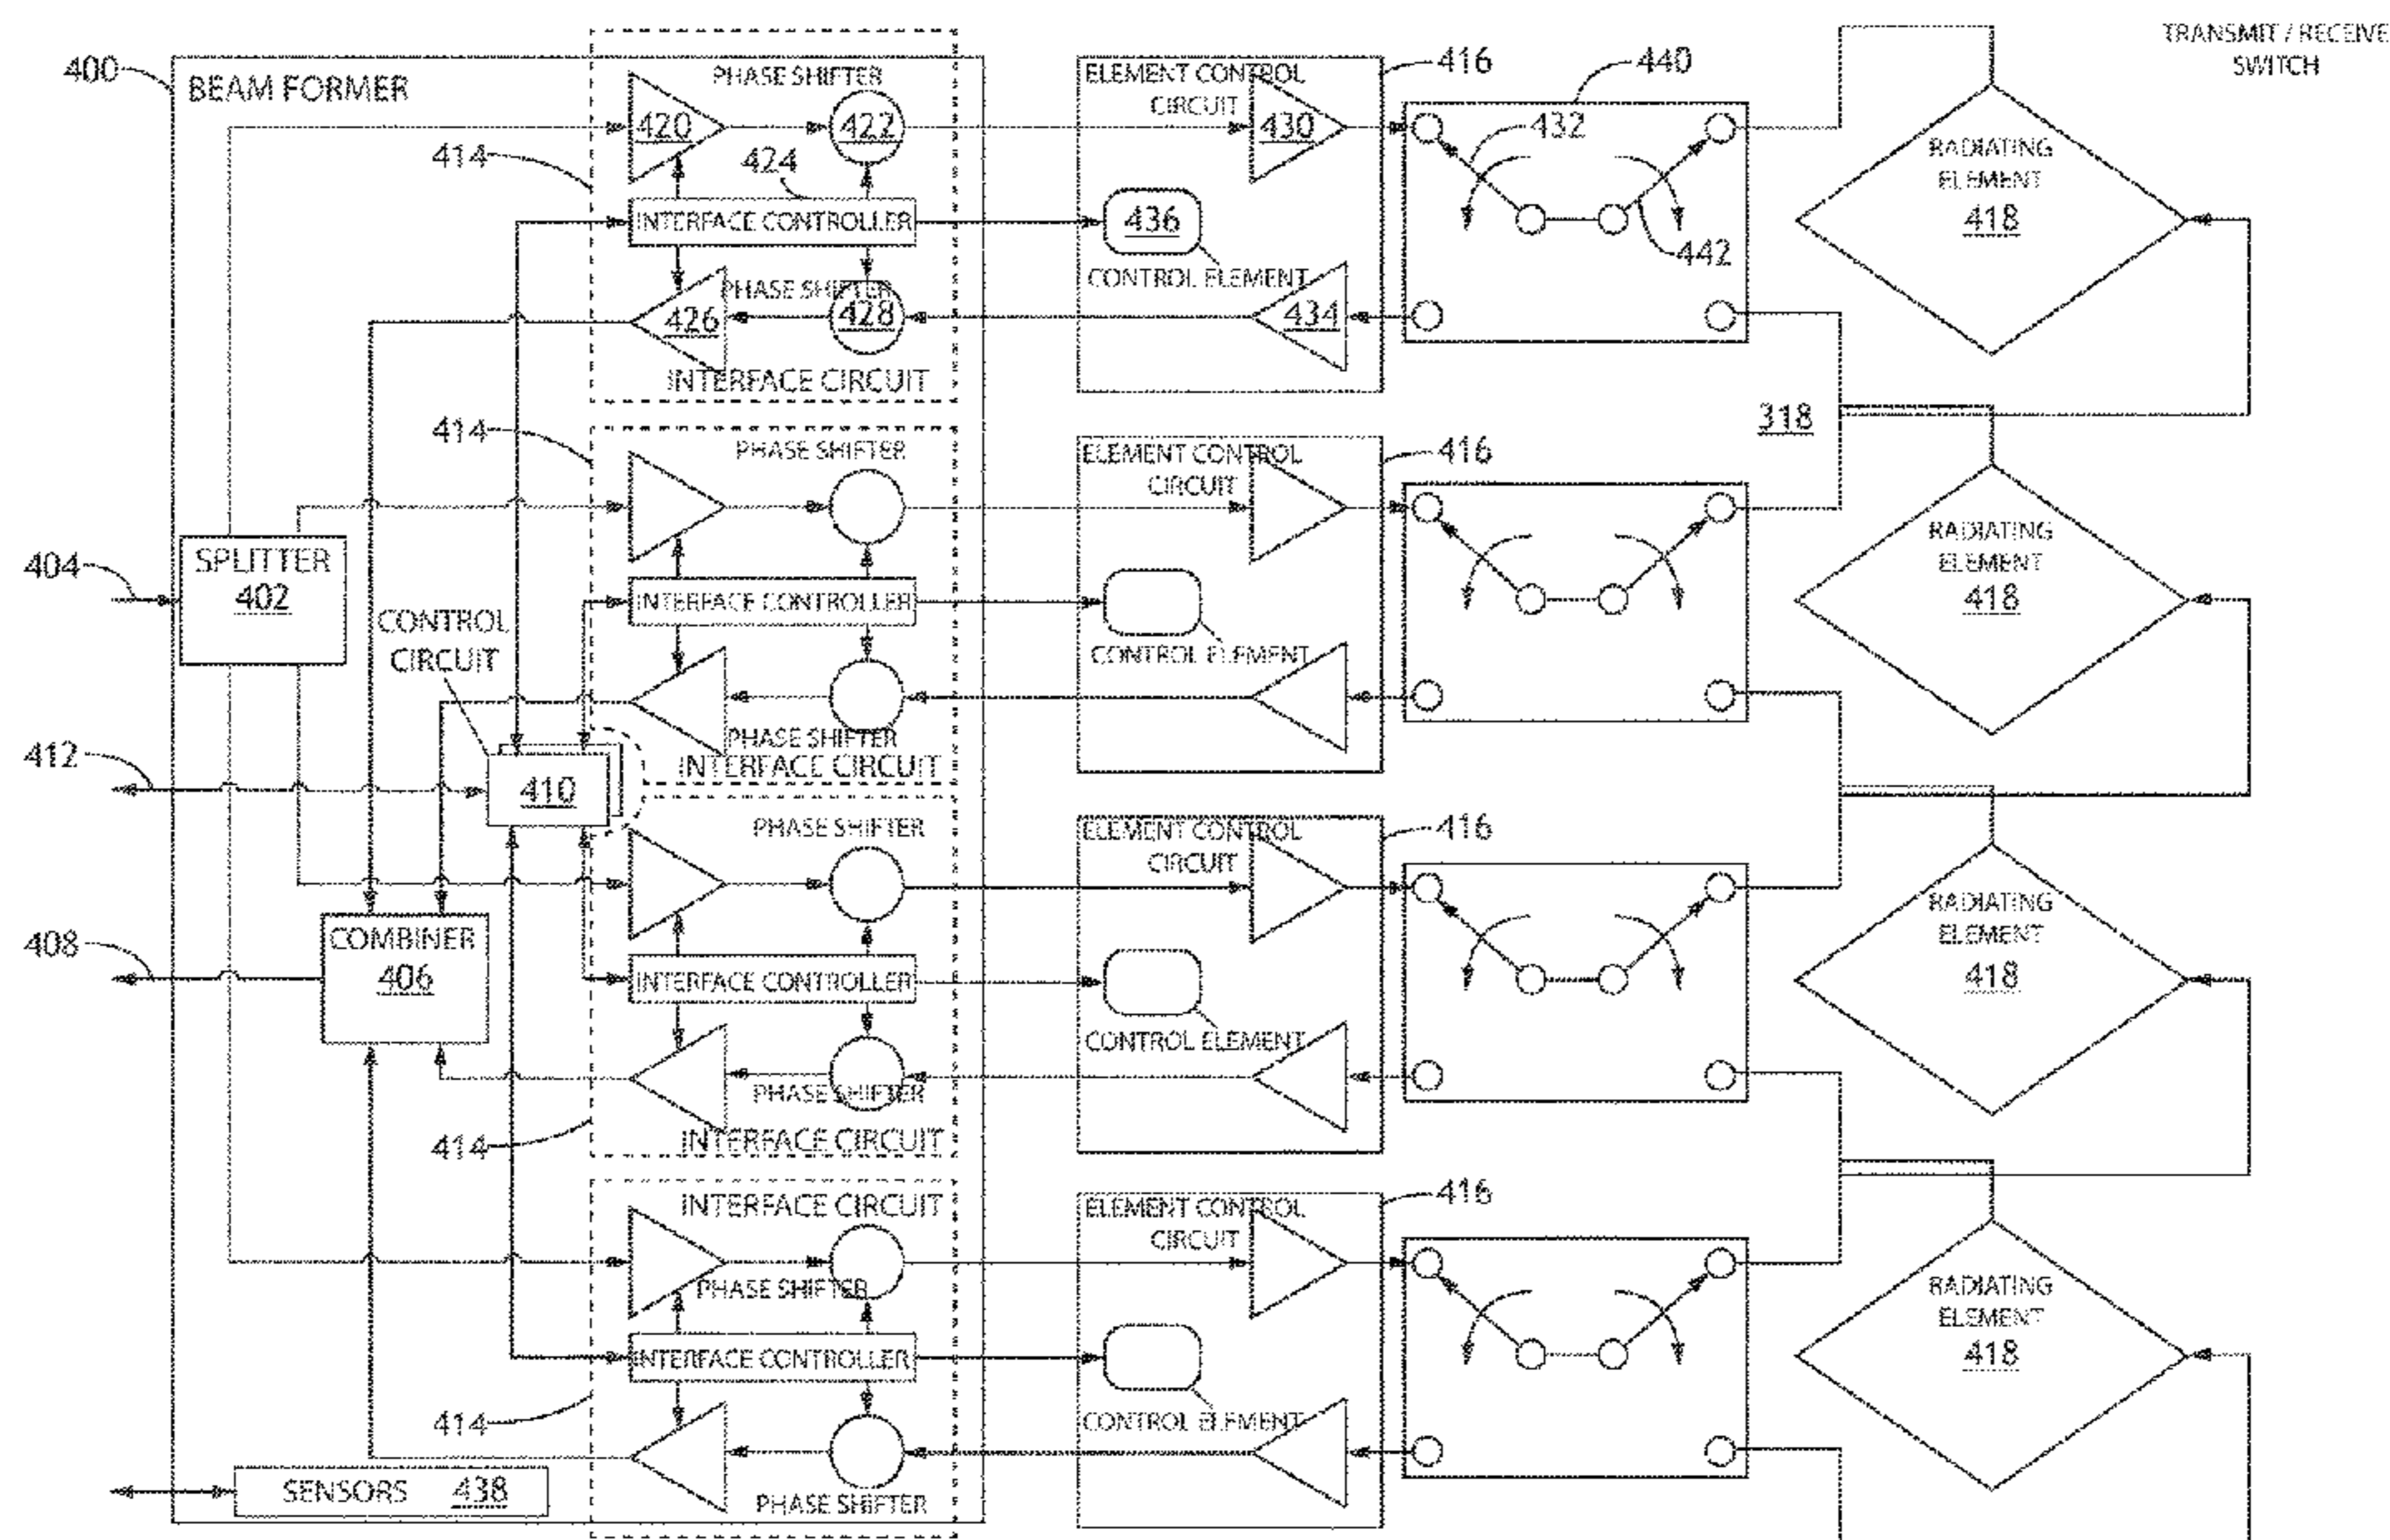 TRANSMIT / RECEIVE
SWITCH
400
BEAM FORMER
PHASE SHIFTER
420
422
414
424
INTERFACE CONTROLLER
PHASE SHIFTER
426
428
INTERFACE CIRCUIT
ELEMENT CONTROL
CIRCUIT
416
430
436
CONTROL ELEMENT
434
440
432
442
RADIATING
ELEMENT
418
318
414
PHASE SHIFTER
INTERFACE CONTROLLER
PHASE SHIFTER
INTERFACE CIRCUIT
ELEMENT CONTROL
CIRCUIT
416
CONTROL ELEMENT
RADIATING
ELEMENT
418
404
SPLITTER
402
CONTROL
CIRCUIT
412
410
408
COMBINER
406
PHASE SHIFTER
INTERFACE CONTROLLER
PHASE SHIFTER
INTERFACE CIRCUIT
414
ELEMENT CONTROL
CIRCUIT
416
CONTROL ELEMENT
RADIATING
ELEMENT
418
INTERFACE CIRCUIT
PHASE SHIFTER
INTERFACE CONTROLLER
414
PHASE SHIFTER
ELEMENT CONTROL
CIRCUIT
416
CONTROL ELEMENT
RADIATING
ELEMENT
418
SENSORS 438